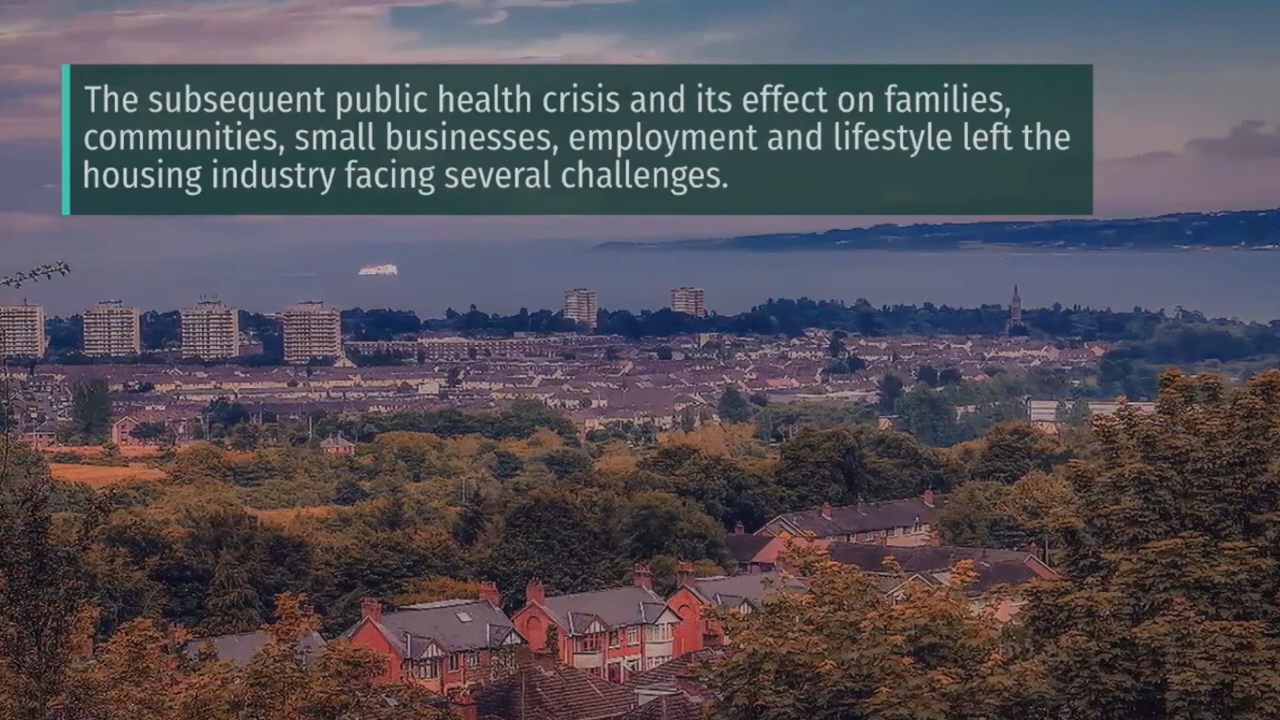 The subsequent public health crisis and its effect on families,
communities, small businesses, employment and lifestyle left the
housing industry facing several challenges.